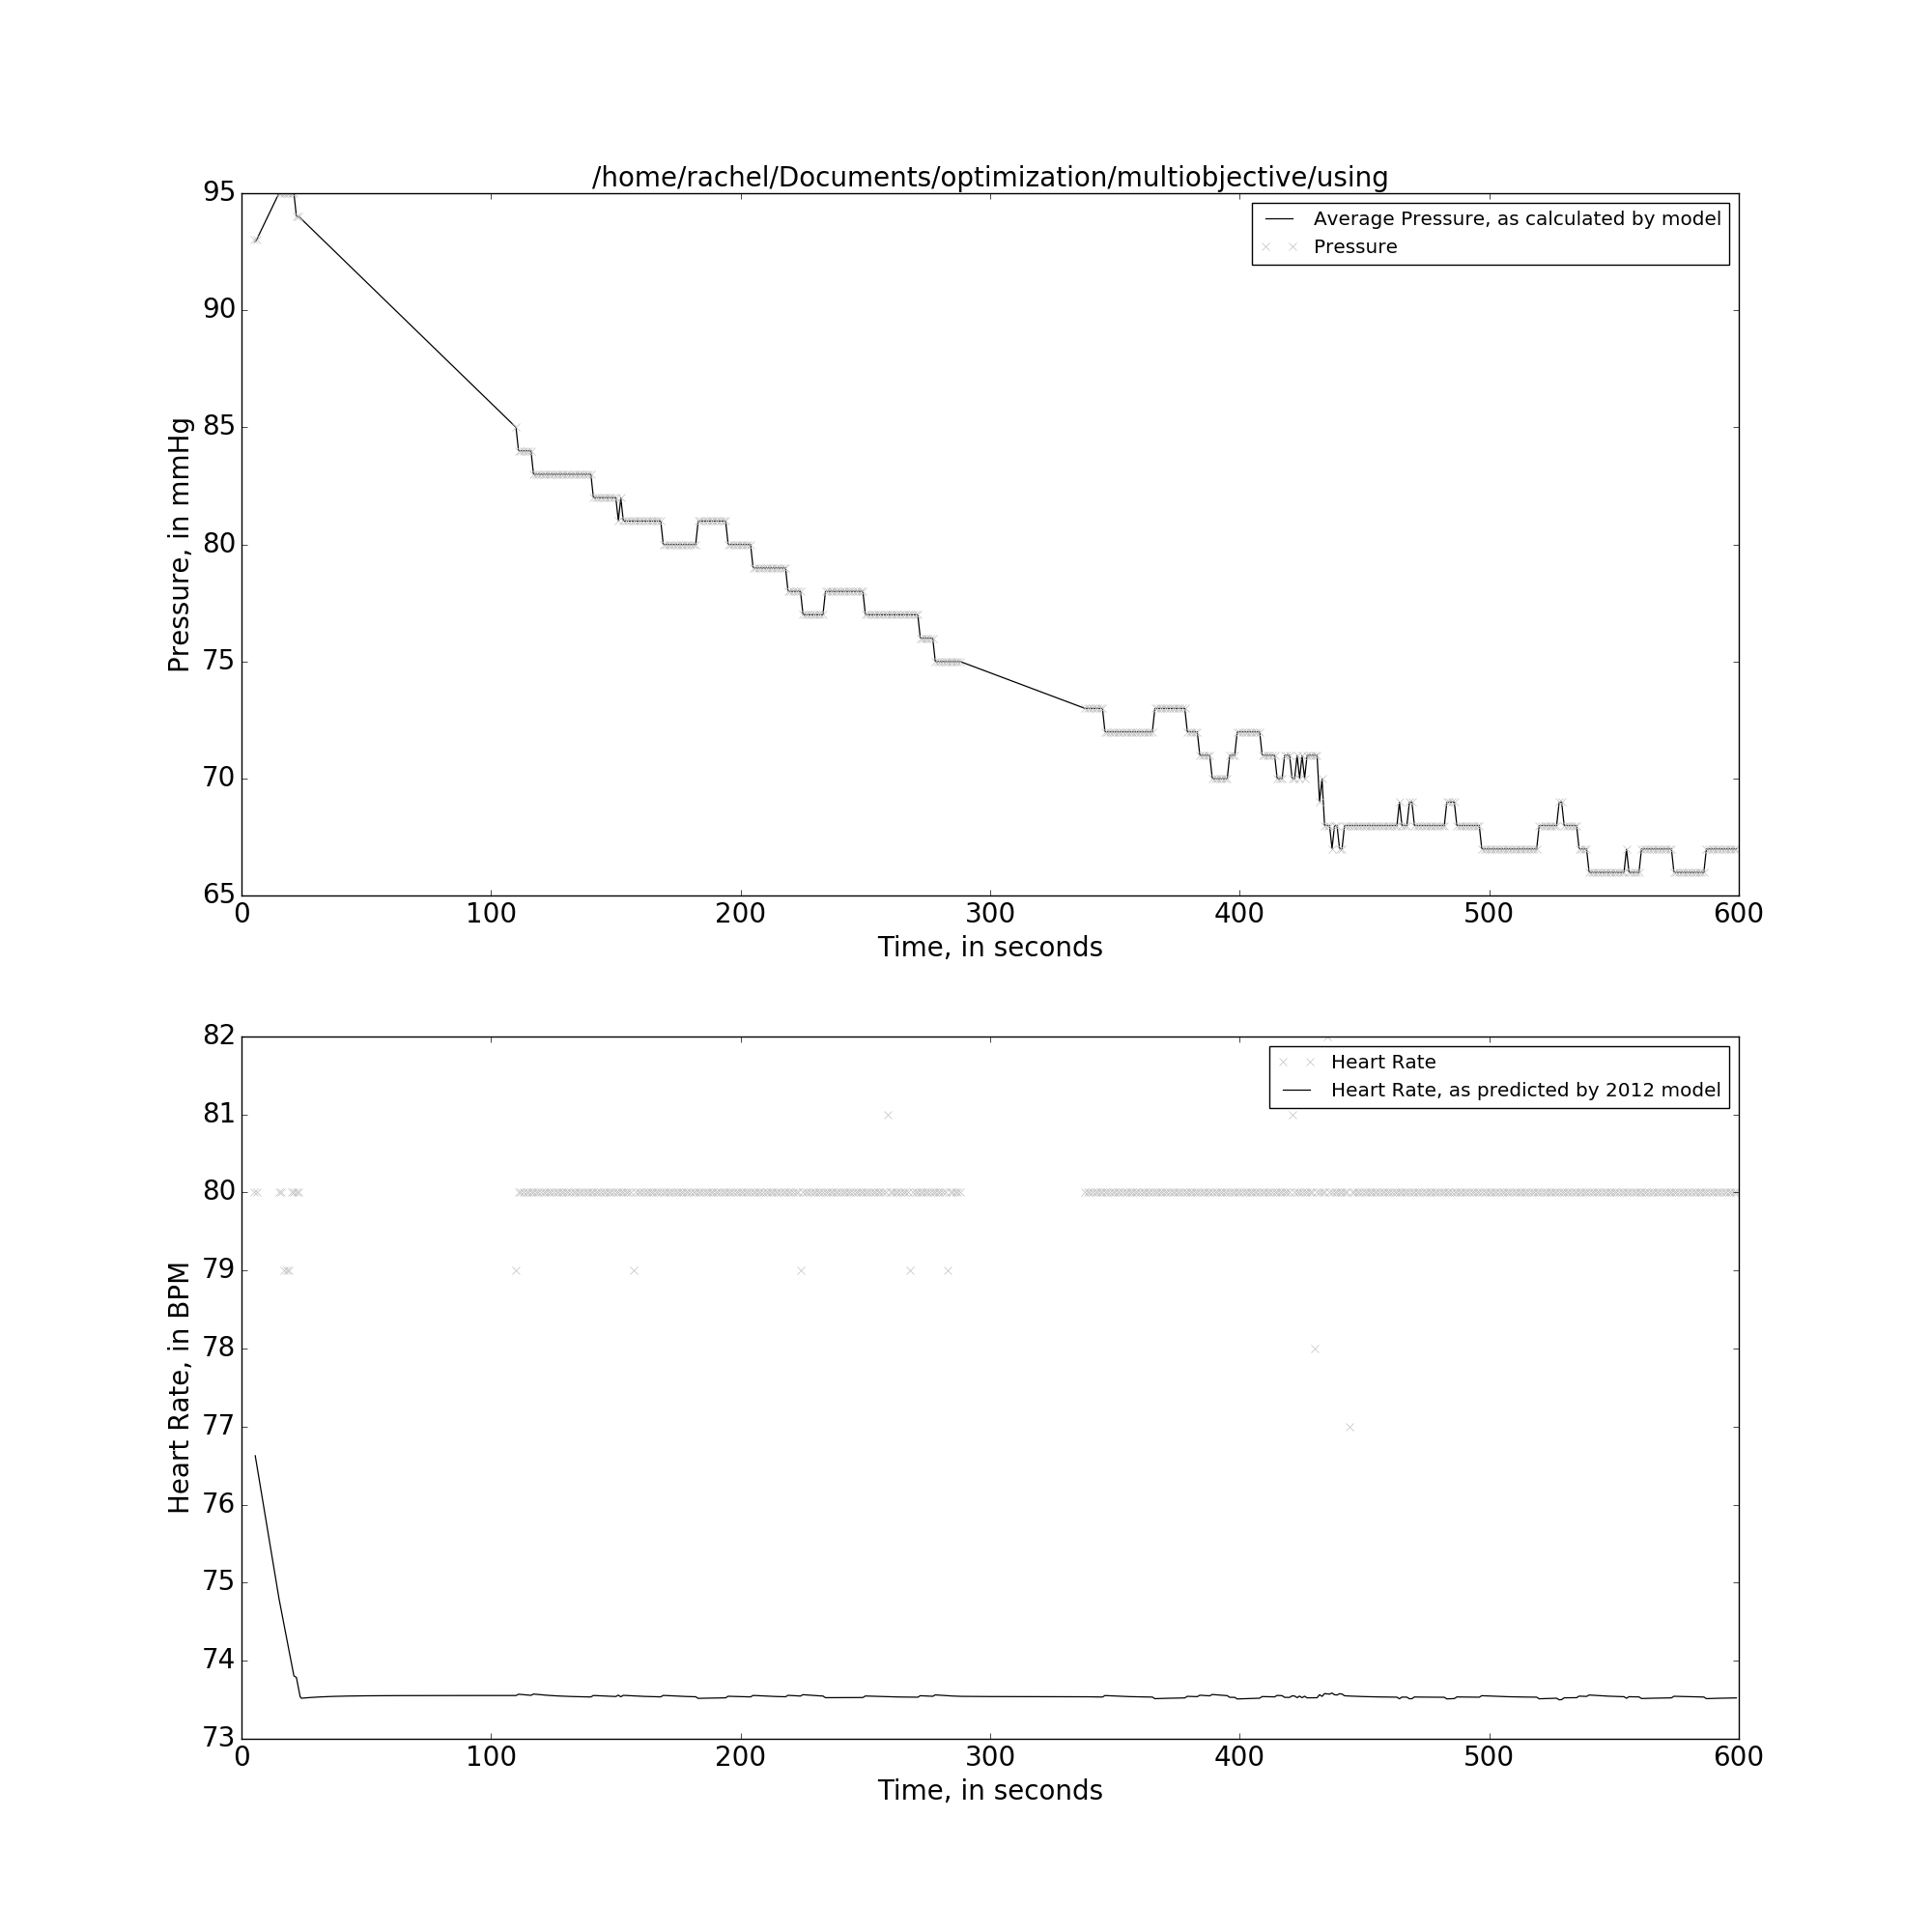 /home/rachel/Documents/optimization/multiobjective/using
95
90
85
80
75
70
65
Pressure, in mmHg
Average Pressure, as calculated by model
Pressure
0 100 200 300 400 500 600
Time, in seconds
82
81
80
79
78
77
76
75
74
73
Heart Rate, in BPM
Heart Rate
Heart Rate, as predicted by 2012 model
0 100 200 300 400 500 600
Time, in seconds